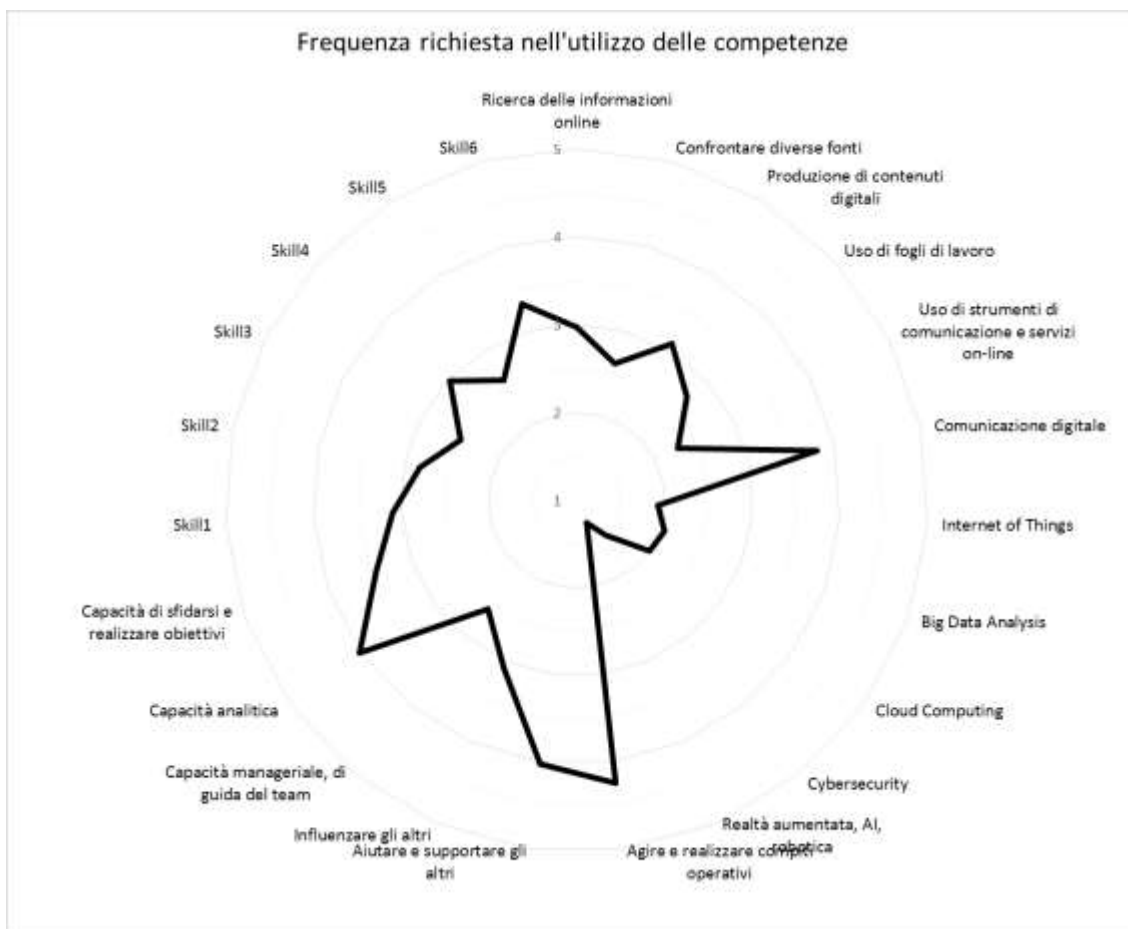 Frequenza richiesta nell'utilizzo delle competenze
Ricerca delle informazioni
online
Confrontare diverse fonti
Produzione di contenuti
digitali
Uso di fogli di lavoro
Uso di strumenti di
comunicazione e servizi
on-line
Comunicazione digitale
Internet of Things
Big Data Analysis
Cloud Computing
Cybersecurity
Realtà aumentata, AI,
robotica
Agire e realizzare compiti
operativi
Aiutare e supportare gli
altri
Influenzare gli altri
Capacità manageriale, di
guida del team
Capacità analitica
Capacità di sfidarsi e
realizzare obiettivi
Skill1
Skill2
Skill3
Skill4
Skill5
Skill6
5
4
3
2
1